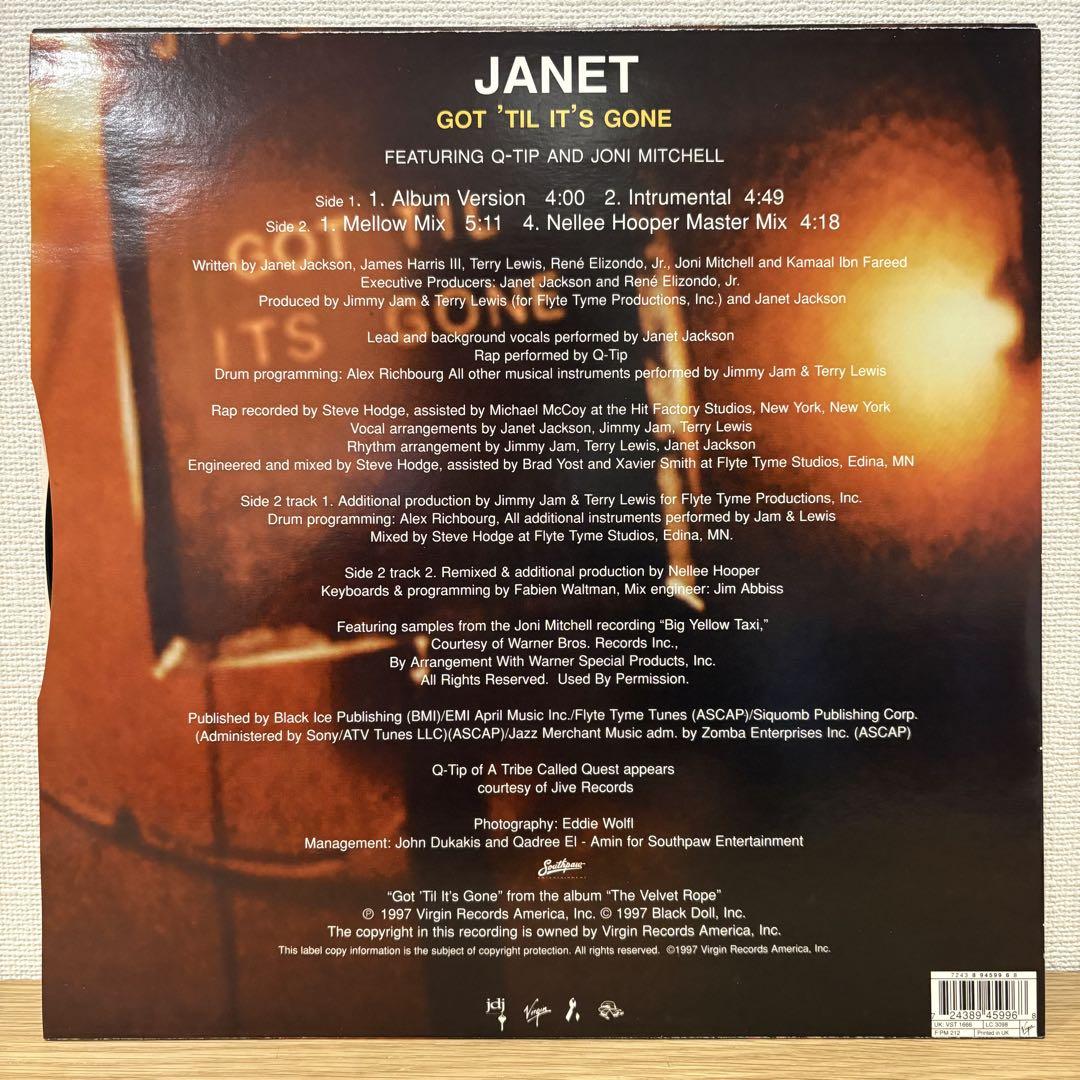 JANET
GOT 'TIL IT'S GONE
FEATURING Q-TIP AND JONI MITCHELL
Side 1. 1. Album Version 4:00 2. Intrumental 4:49
Side 2. 1. Mellow Mix 5:11 4. Nellee Hooper Master Mix 4:18
GOT 'TIL
ITS GONE
Written by Janet Jackson, James Harris III, Terry Lewis, René Elizondo, Jr., Joni Mitchell and Kamaal Ibn Fareed
Executive Producers: Janet Jackson and René Elizondo, Jr.
Produced by Jimmy Jam & Terry Lewis (for Flyte Tyme Productions, Inc.) and Janet Jackson
Lead and background vocals performed by Janet Jackson
Rap performed by Q-Tip
Drum programming: Alex Richbourg All other musical instruments performed by Jimmy Jam & Terry Lewis
Rap recorded by Steve Hodge, assisted by Michael McCoy at the Hit Factory Studios, New York, New York
Vocal arrangements by Janet Jackson, Jimmy Jam, Terry Lewis
Rhythm arrangement by Jimmy Jam, Terry Lewis, Janet Jackson
Engineered and mixed by Steve Hodge, assisted by Brad Yost and Xavier Smith at Flyte Tyme Studios, Edina, MN
Side 2 track 1. Additional production by Jimmy Jam & Terry Lewis for Flyte Tyme Productions, Inc.
Drum programming: Alex Richbourg, All additional instruments performed by Jam & Lewis
Mixed by Steve Hodge at Flyte Tyme Studios, Edina, MN.
Side 2 track 2. Remixed & additional production by Nellee Hooper
Keyboards & programming by Fabien Waltman, Mix engineer: Jim Abbiss
Featuring samples from the Joni Mitchell recording “Big Yellow Taxi,”
Courtesy of Warner Bros. Records Inc.,
By Arrangement With Warner Special Products, Inc.
All Rights Reserved. Used By Permission.
Published by Black Ice Publishing (BMI)/EMI April Music Inc./Flyte Tyme Tunes (ASCAP)/Siquomb Publishing Corp.
(Administered by Sony/ATV Tunes LLC)(ASCAP)/Jazz Merchant Music adm. by Zomba Enterprises Inc. (ASCAP)
Q-Tip of A Tribe Called Quest appears
courtesy of Jive Records
Photography: Eddie Wolfl
Management: John Dukakis and Qadree El - Amin for Southpaw Entertainment
Southpaw
ENTERTAINMENT
“Got 'Til It's Gone” from the album “The Velvet Rope”
℗ 1997 Virgin Records America, Inc. © 1997 Black Doll, Inc.
The copyright in this recording is owned by Virgin Records America, Inc.
This label copy information is the subject of copyright protection. All rights reserved. ©1997 Virgin Records America, Inc.
jdj Virgin
7243 8 94599 6 8
7 24389 45996 8
UK: VST 1666 LC 3098
F PM 212 Printed in UK Virgin